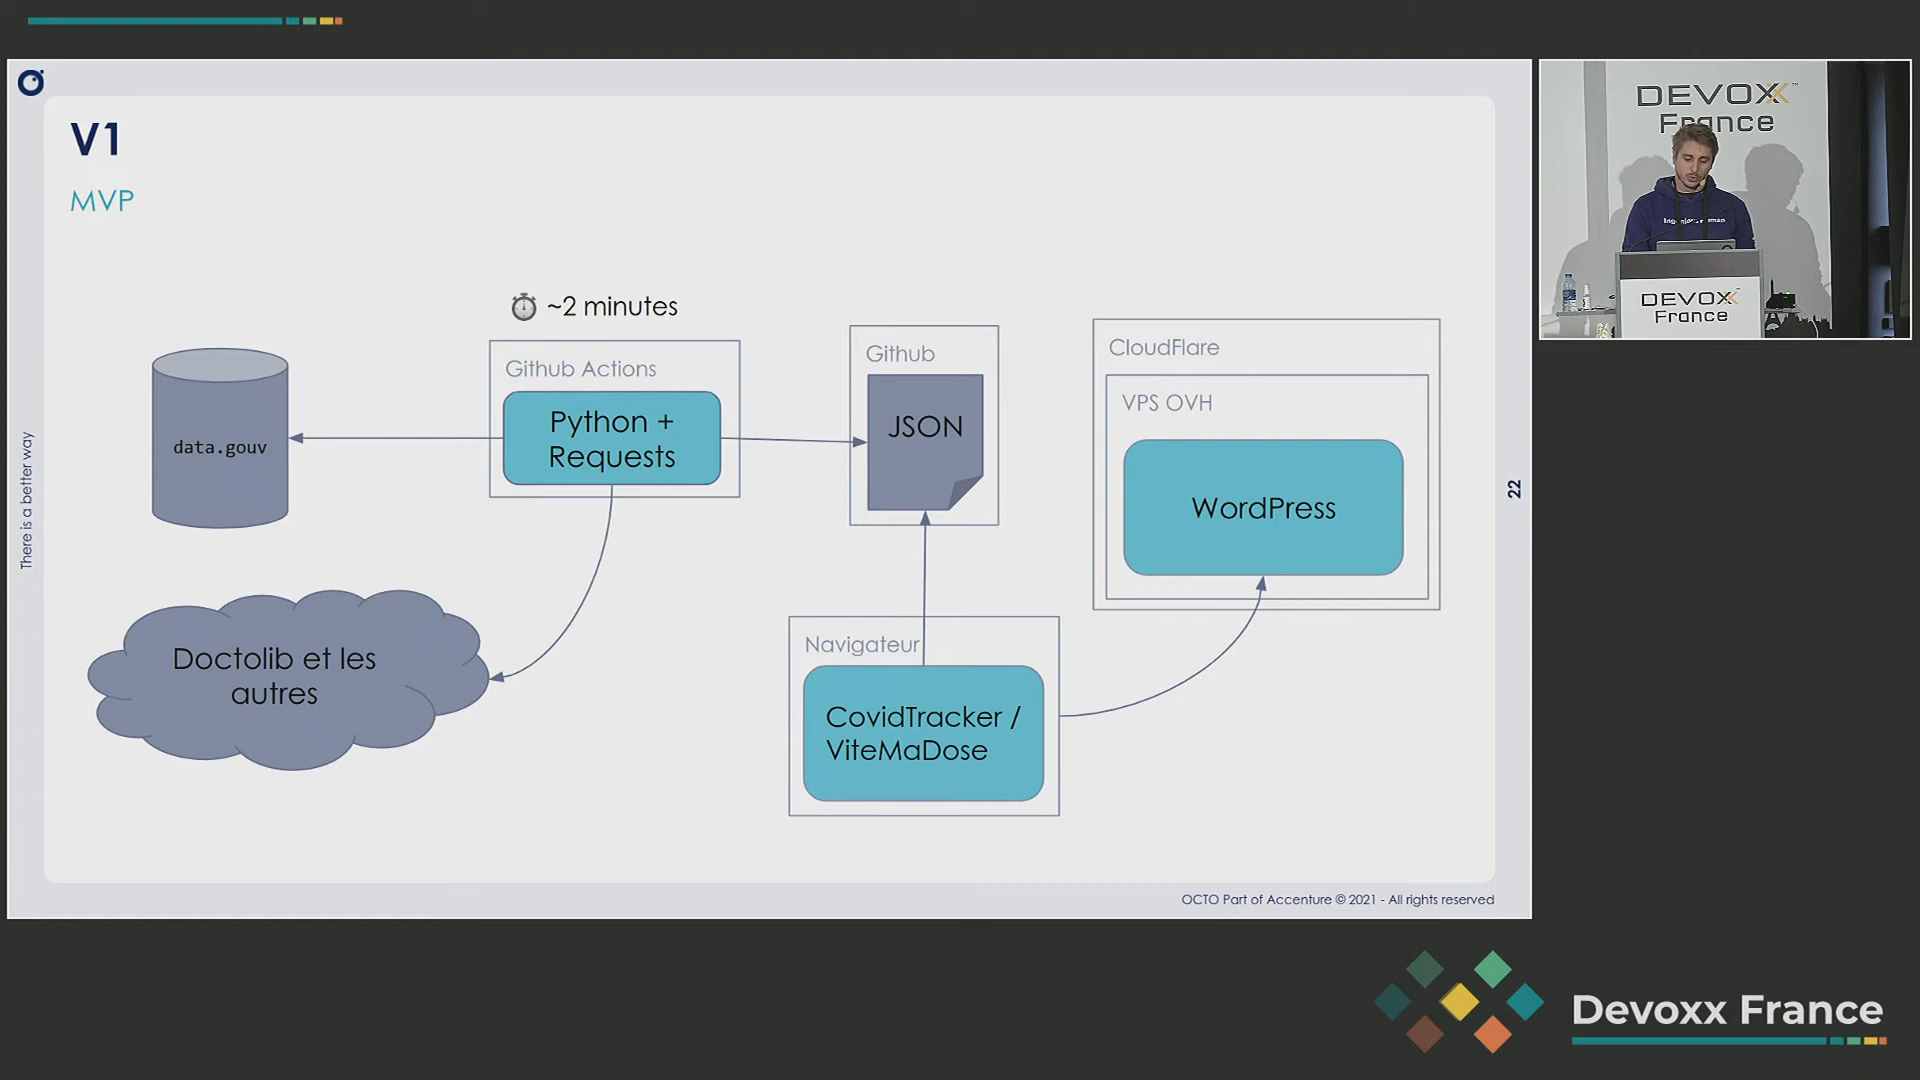 V1
MVP
~2 minutes
Github Actions
Python +
Requests
Github
JSON
CloudFlare
VPS OVH
WordPress
data.gouv
Doctolib et les
autres
Navigateur
CovidTracker /
ViteMaDose
There is a better way
22
OCTO Part of Accenture © 2021 - All rights reserved
DEVOXX™
France
DEVOXX
France
Devoxx France